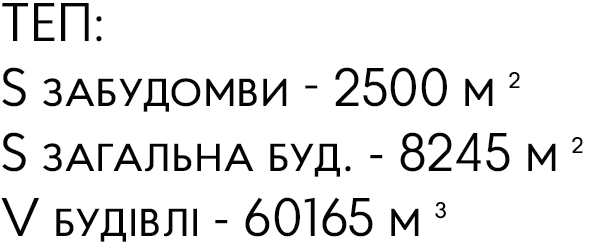 ТЕП:
S ЗАБУДОМВИ - 2500 М ²
S ЗАГАЛЬНА БУД. - 8245 М ²
V БУДІВЛІ - 60165 М ³